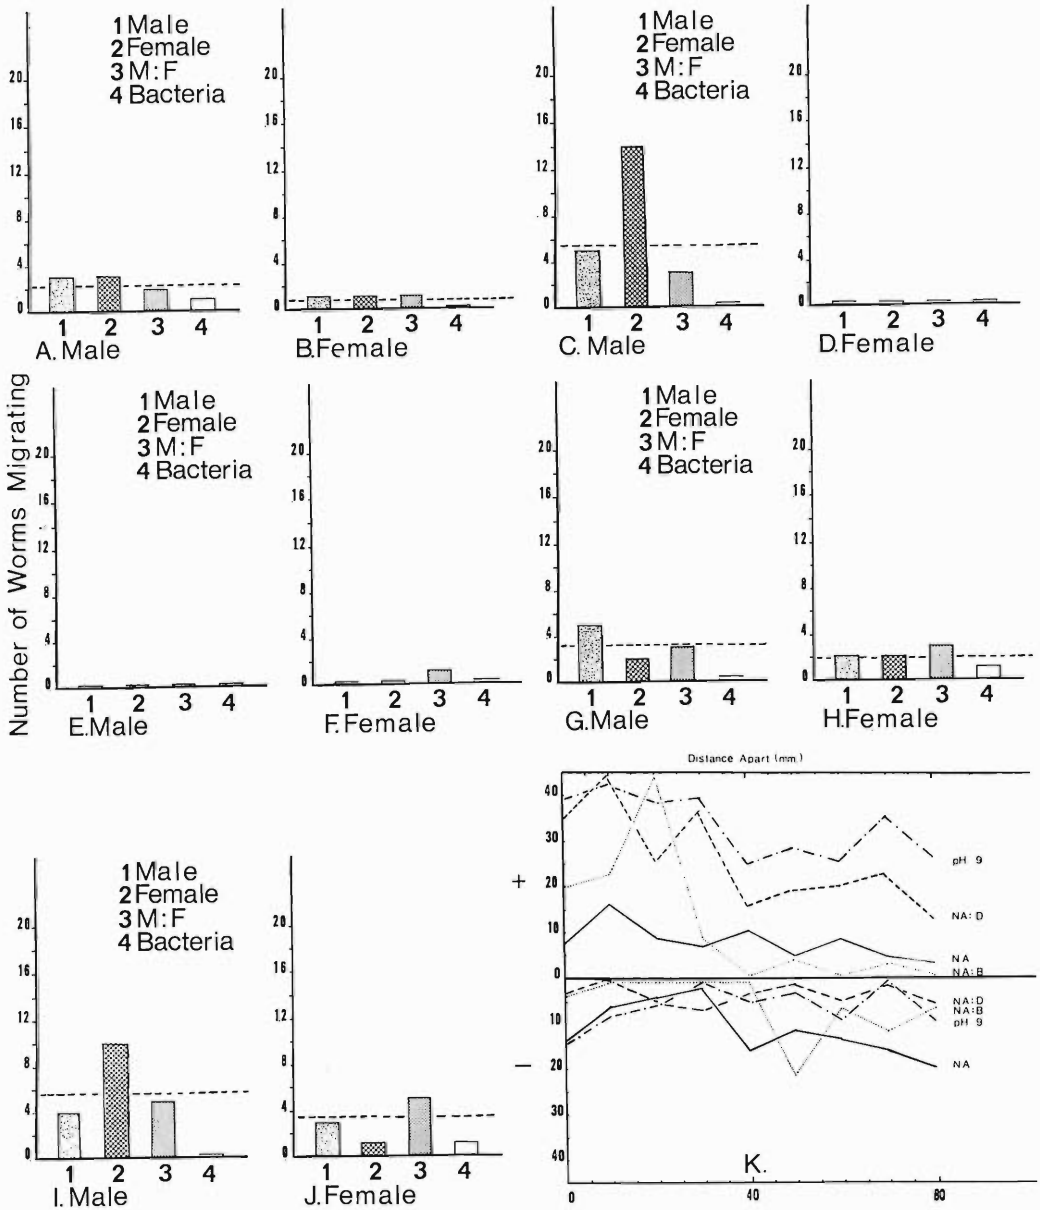 1 Male
2 Female
3 M:F
4 Bacteria
20
16
12
8
4
0
1 2 3 4
A. Male
20
16
12
8
4
0
1 2 3 4
B. Female
1 Male
2 Female
3 M:F
4 Bacteria
20
16
12
8
4
0
1 2 3 4
C. Male
20
16
12
8
4
0
1 2 3 4
D. Female
Number of Worms Migrating
1 Male
2 Female
3 M:F
4 Bacteria
20
16
12
8
4
0
1 2 3 4
E. Male
20
16
12
8
4
0
1 2 3 4
F. Female
1 Male
2 Female
3 M:F
4 Bacteria
20
16
12
8
4
0
1 2 3 4
G. Male
20
16
12
8
4
0
1 2 3 4
H. Female
1 Male
2 Female
3 M:F
4 Bacteria
20
16
12
8
4
0
1 2 3 4
I. Male
20
16
12
8
4
0
1 2 3 4
J. Female
Distance Apart (mm.)
40
30
20
10
0
+
pH 9
NA:D
NA
NA:B
NA:D
NA:B
pH 9
NA
10
20
30
40
−
K.
0 40 80